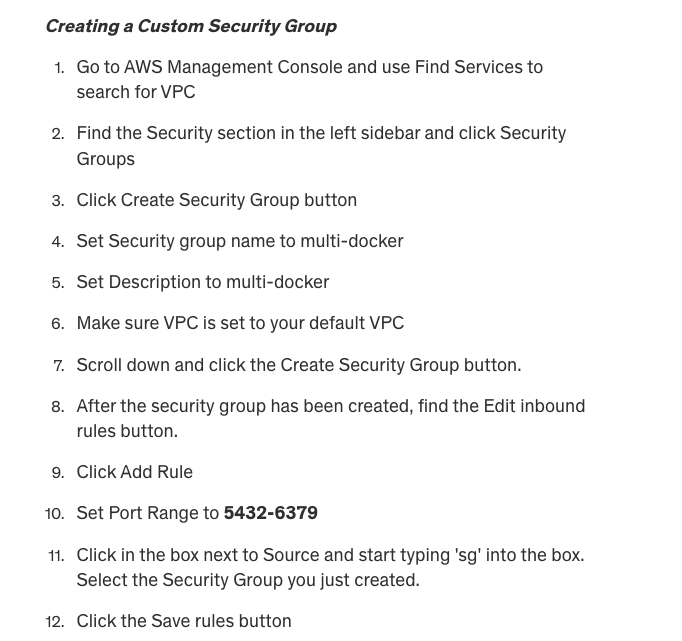 Creating a Custom Security Group
1. Go to AWS Management Console and use Find Services to
search for VPC
2. Find the Security section in the left sidebar and click Security
Groups
3. Click Create Security Group button
4. Set Security group name to multi-docker
5. Set Description to multi-docker
6. Make sure VPC is set to your default VPC
7. Scroll down and click the Create Security Group button.
8. After the security group has been created, find the Edit inbound
rules button.
9. Click Add Rule
10. Set Port Range to 5432-6379
11. Click in the box next to Source and start typing 'sg' into the box.
Select the Security Group you just created.
12. Click the Save rules button